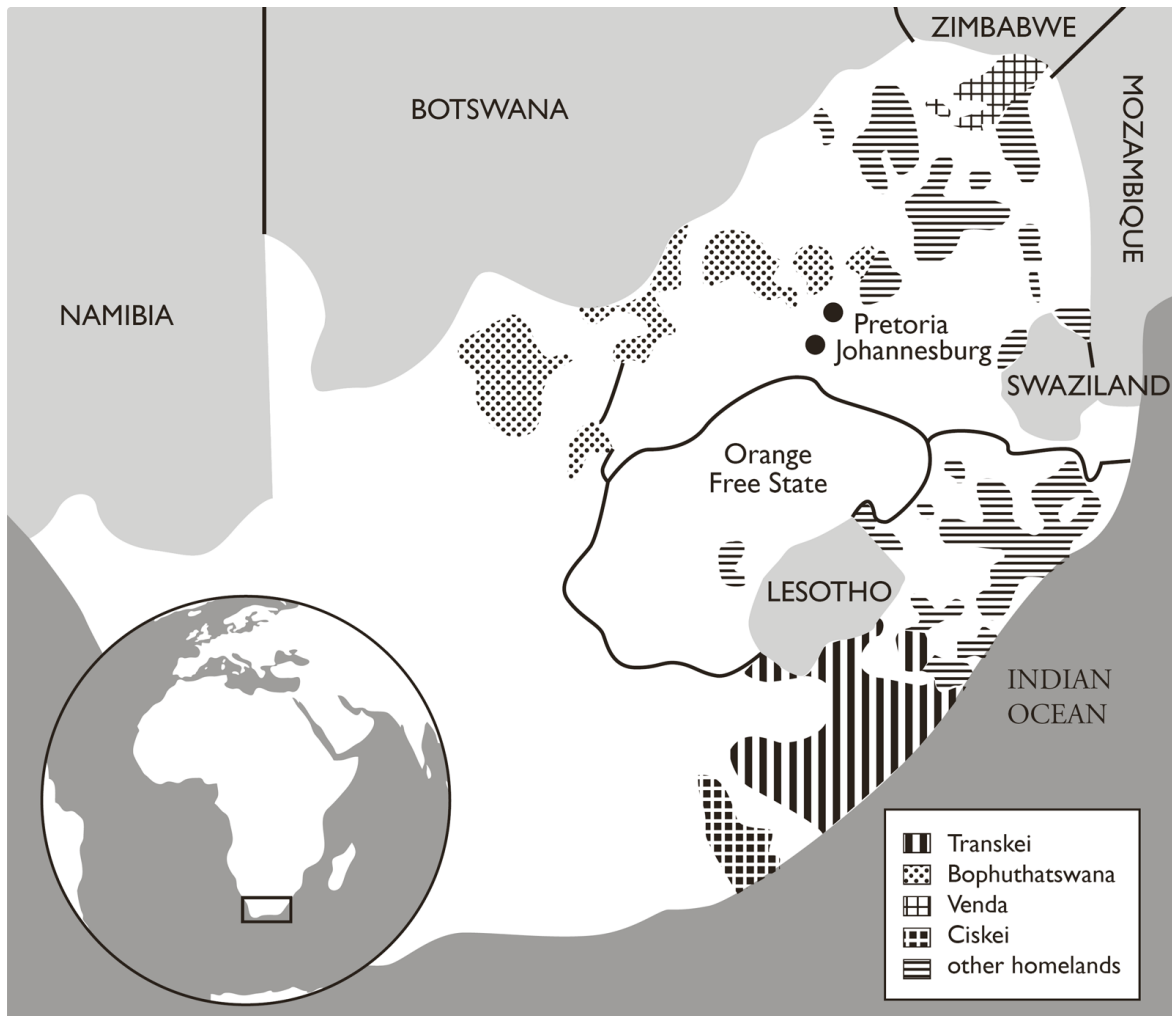 ZIMBABWE
BOTSWANA
MOZAMBIQUE
NAMIBIA
Pretoria
Johannesburg
SWAZILAND
Orange
Free State
LESOTHO
INDIAN
OCEAN
Transkei
Bophuthatswana
Venda
Ciskei
other homelands